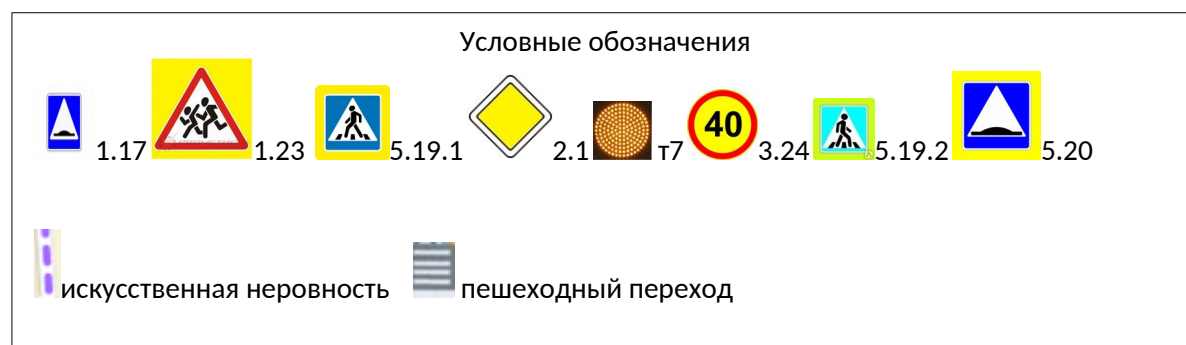 Условные обозначения
1.17 1.23 5.19.1 2.1 т7 40 3.24 5.19.2 5.20
искусственная неровность пешеходный переход